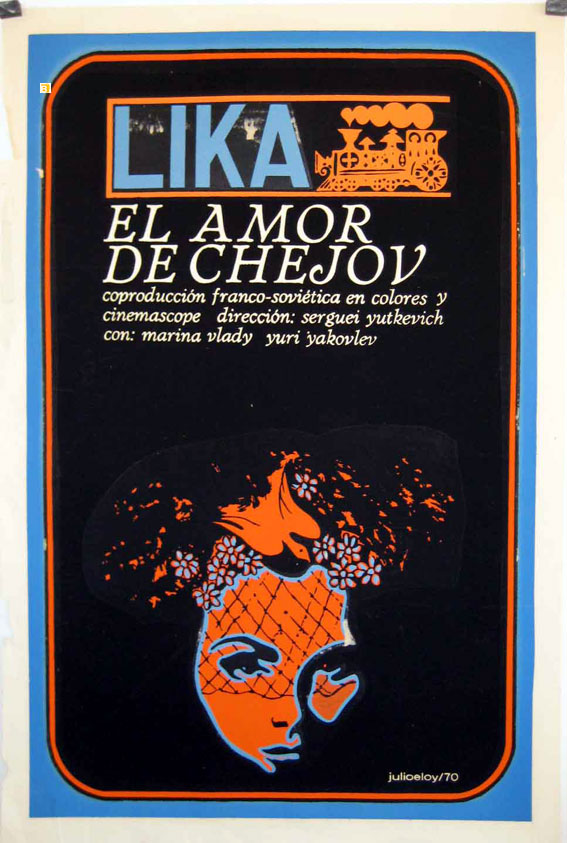 LIKA
EL AMOR
DE CHEJOV
coproducción franco-soviética en colores y
cinemascope dirección: serguei yutkevich
con: marina vlady yuri yakovlev
julioeloy/70